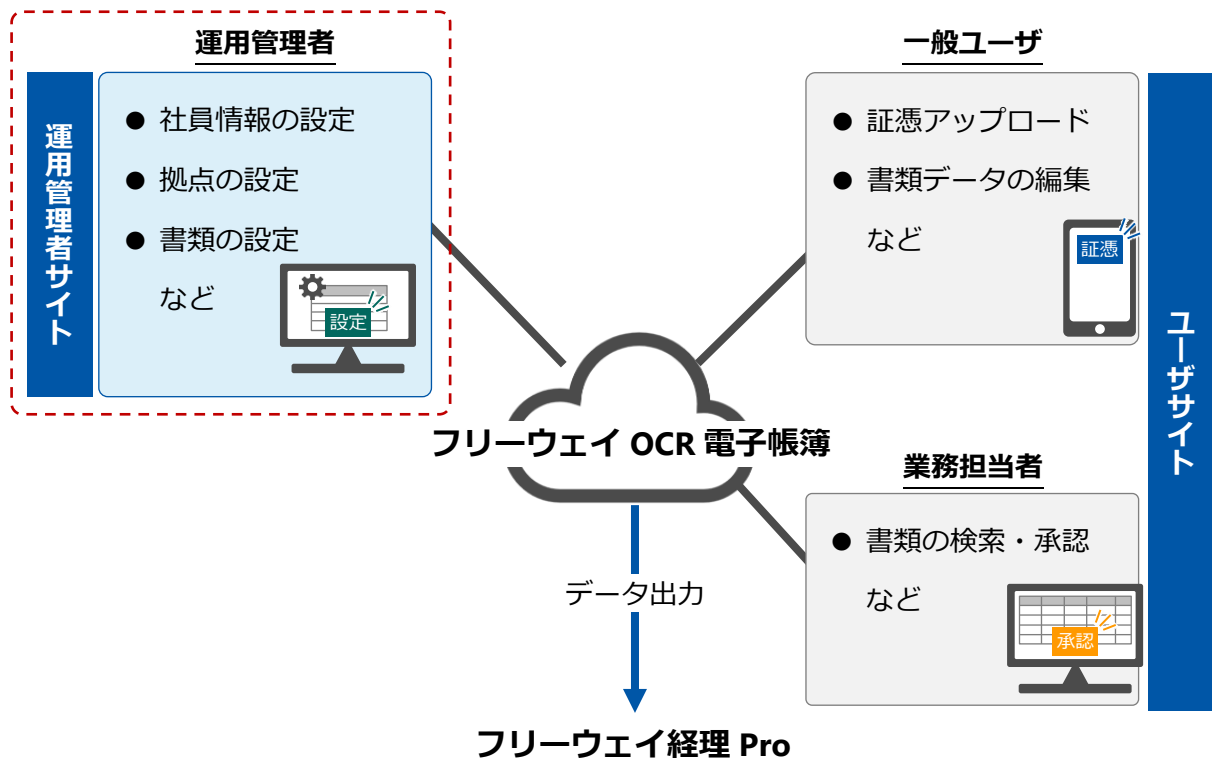 運用管理者
運用管理者サイト
● 社員情報の設定
● 拠点の設定
● 書類の設定
など
設定
一般ユーザ
● 証憑アップロード
● 書類データの編集
など
証憑
ユーザサイト
フリーウェイ OCR 電子帳簿
業務担当者
● 書類の検索・承認
など
承認
データ出力
フリーウェイ経理 Pro